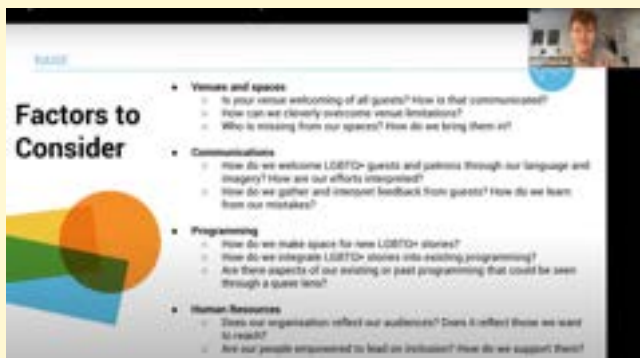 Factors to
Consider
Venues and spaces
Is your venue welcoming of all guests? How is that communicated?
How can we cleverly overcome venue limitations?
Who is missing from our spaces? How do we bring them in?
Communications
How do we welcome LGBTQ+ guests and patrons through our language and
imagery? How are our efforts interpreted?
How do we gather and interpret feedback from guests? How do we learn
from our mistakes?
Programming
How do we make space for new LGBTQ+ stories?
How do we integrate LGBTQ+ stories into existing programming?
Are there aspects of our existing or past programming that could be seen
through a queer lens?
Human Resources
Does our organisation reflect our audiences? Does it reflect those we want
to reach?
Are our people empowered to lead on inclusion? How do we support them?